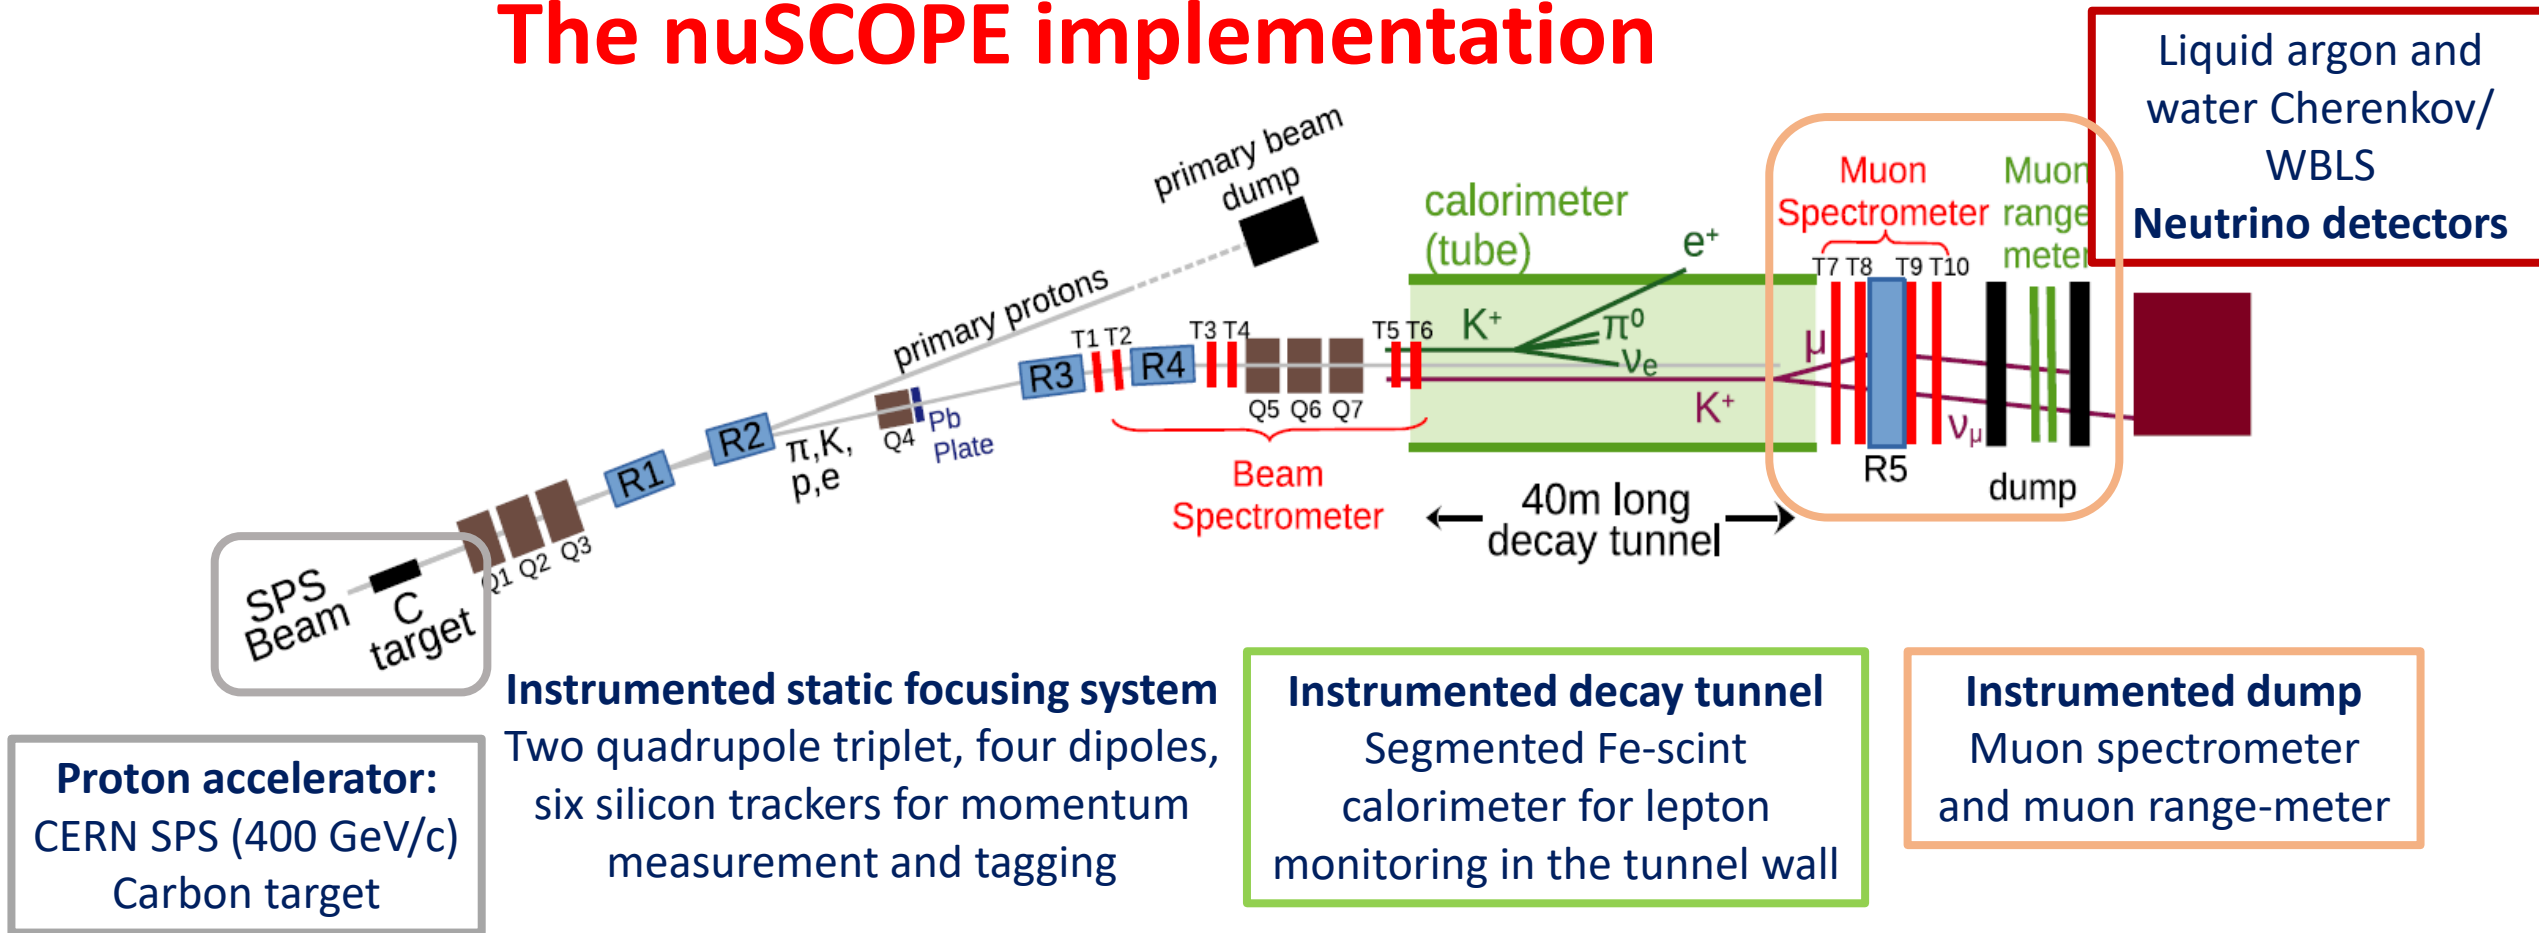 The nuSCOPE implementation
Liquid argon and
water Cherenkov/
WBLS
Neutrino detectors
primary beam
dump
primary protons
calorimeter
(tube)
e⁺
K⁺
π⁰
νe
K⁺
μ
νμ
Muon
Spectrometer
T7 T8 T9 T10
R5
Muon
range
meter
dump
SPS
Beam
C
target
Q1 Q2 Q3
R1
R2
π,K,
p,e
Q4
Pb
Plate
R3
T1 T2
R4
T3 T4
Q5 Q6 Q7
T5 T6
Beam
Spectrometer
40m long
decay tunnel
Proton accelerator:
CERN SPS (400 GeV/c)
Carbon target
Instrumented static focusing system
Two quadrupole triplet, four dipoles,
six silicon trackers for momentum
measurement and tagging
Instrumented decay tunnel
Segmented Fe-scint
calorimeter for lepton
monitoring in the tunnel wall
Instrumented dump
Muon spectrometer
and muon range-meter